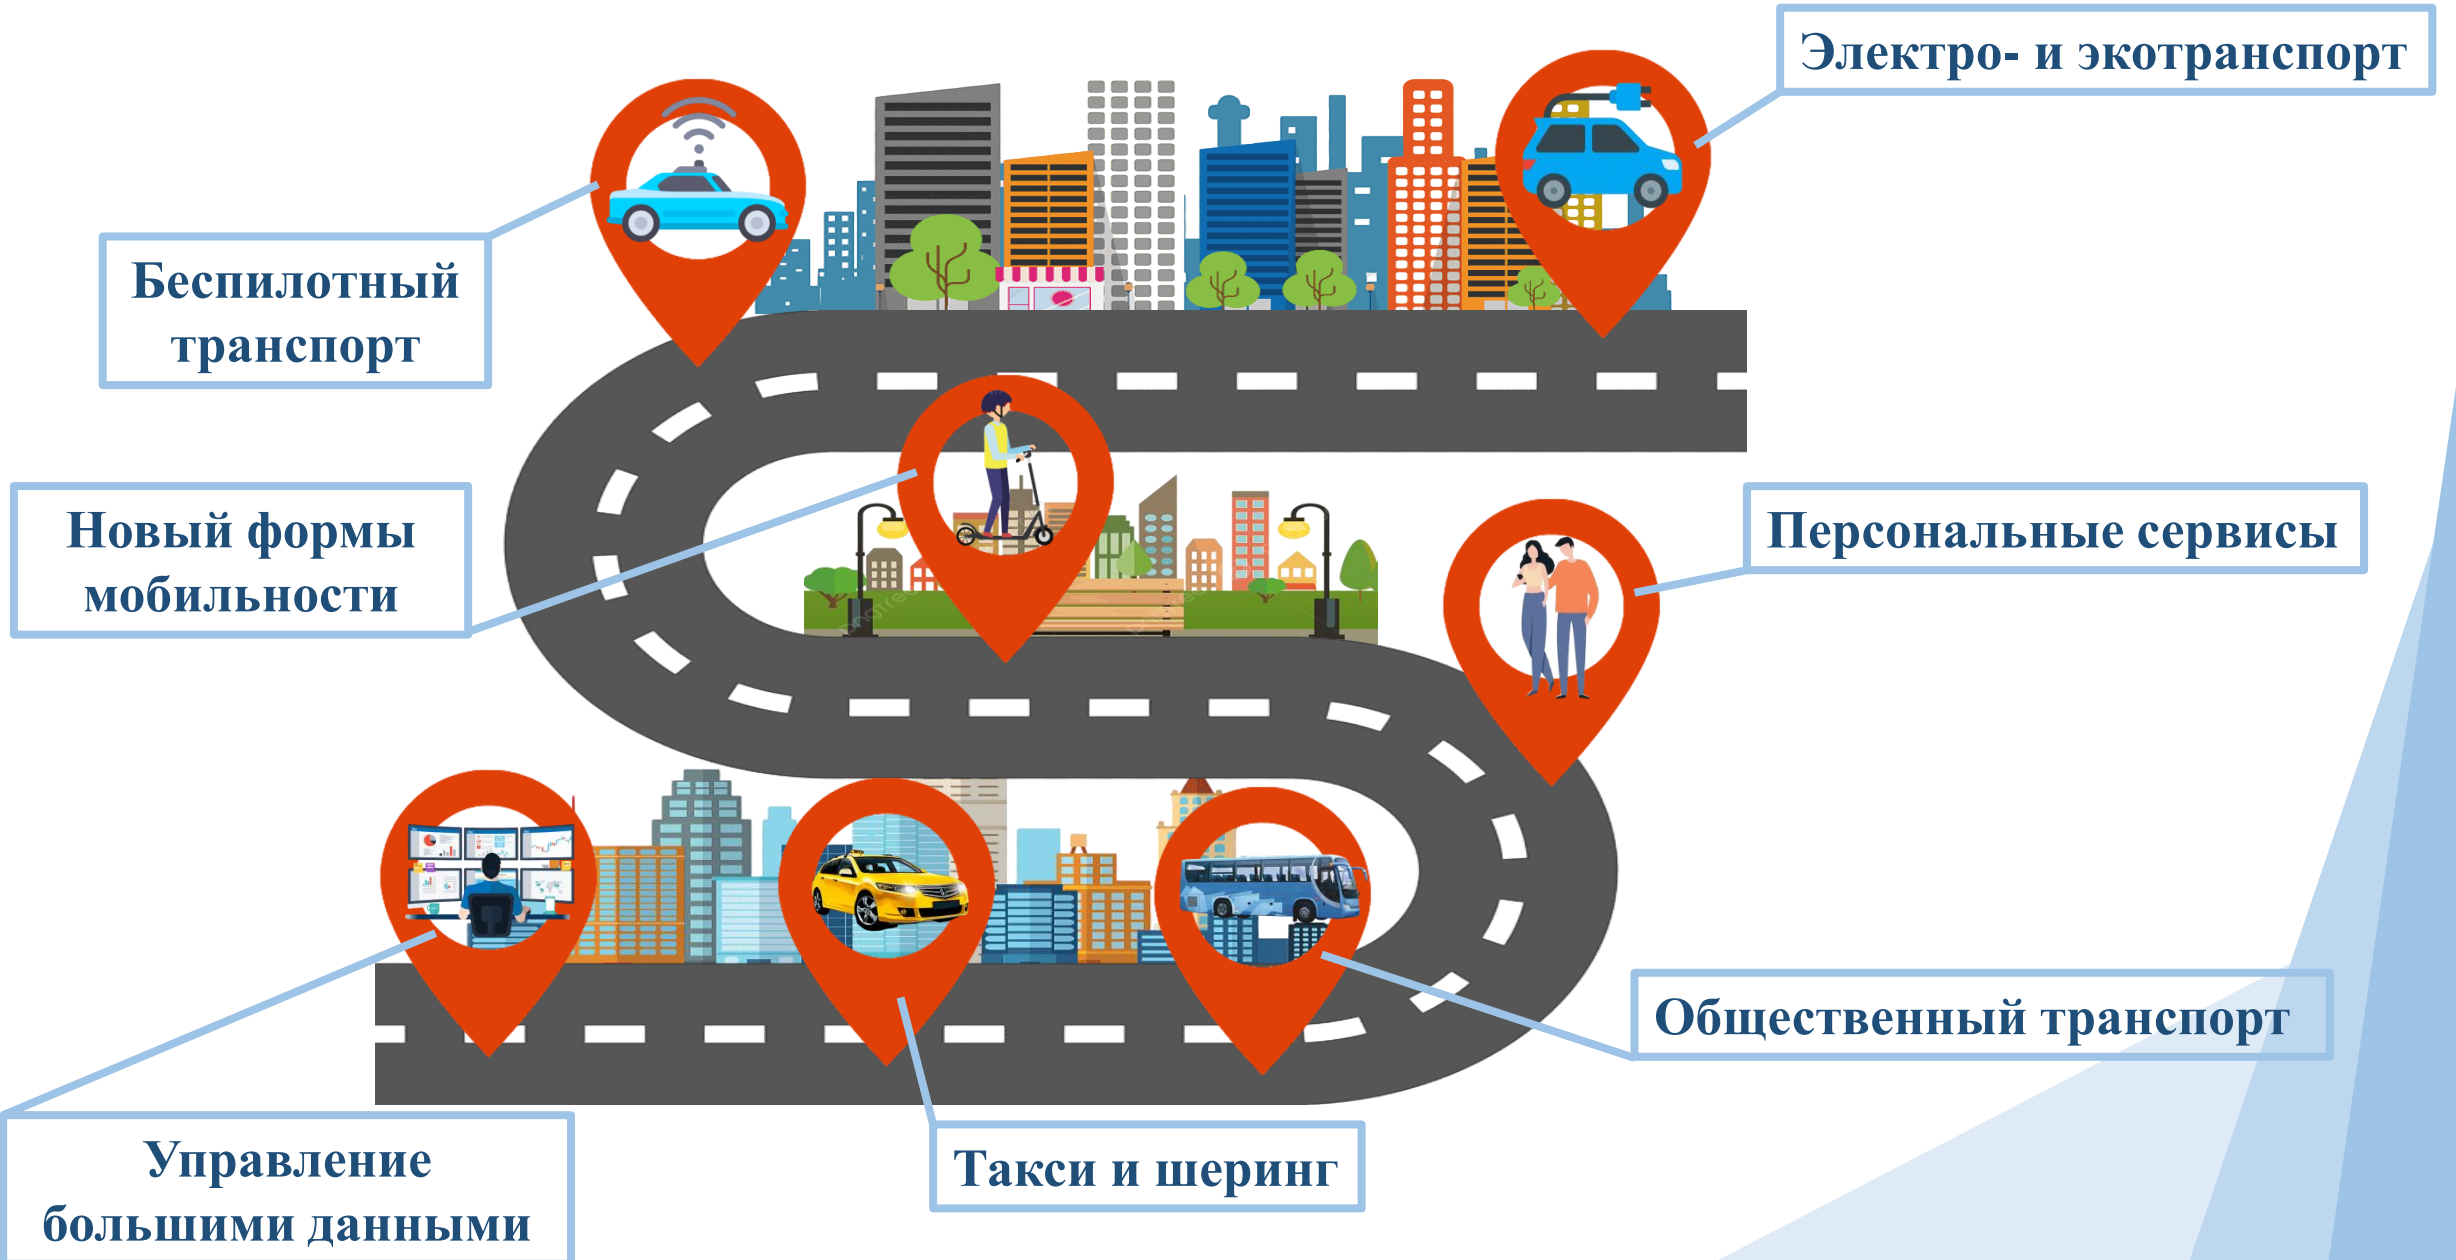 Электро- и экотранспорт
Беспилотный
транспорт
Новый формы
мобильности
Персональные сервисы
Общественный транспорт
Такси и шеринг
Управление
большими данными